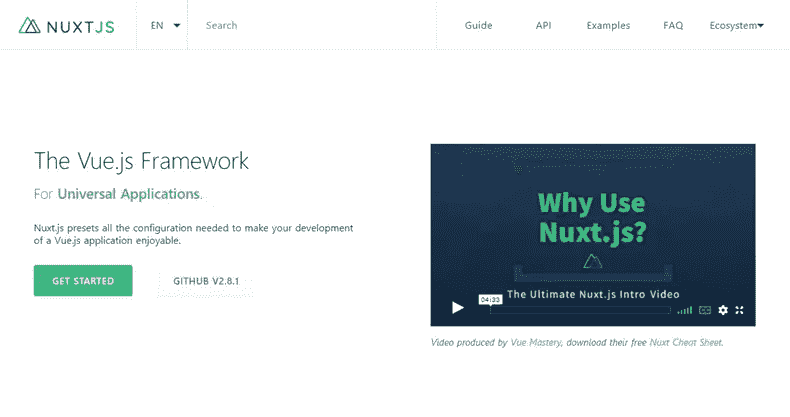 NUXTJS
EN
Search
Guide
API
Examples
FAQ
Ecosystem
The Vue.js Framework
For Universal Applications.
Nuxt.js presets all the configuration needed to make your development
of a Vue.js application enjoyable.
GET STARTED
GITHUB V2.8.1
Why Use
Nuxt.js?
The Ultimate Nuxt.js Intro Video
04:33
CC
Video produced by Vue Mastery, download their free Nuxt Cheat Sheet.